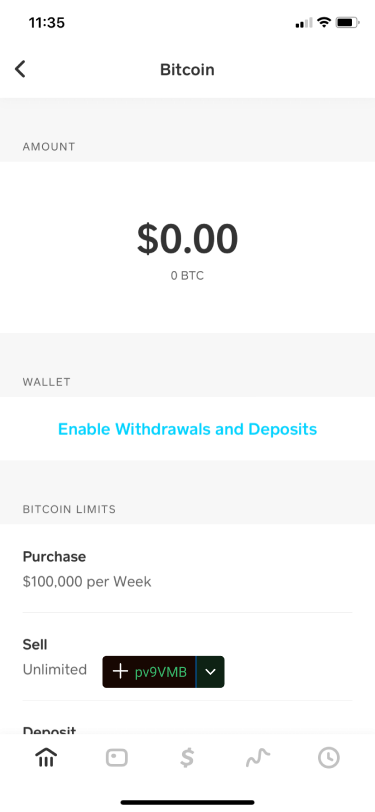 11:35
Bitcoin
AMOUNT
$0.00
0 BTC
WALLET
Enable Withdrawals and Deposits
BITCOIN LIMITS
Purchase
$100,000 per Week
Sell
Unlimited
pv9VMB
Deposit